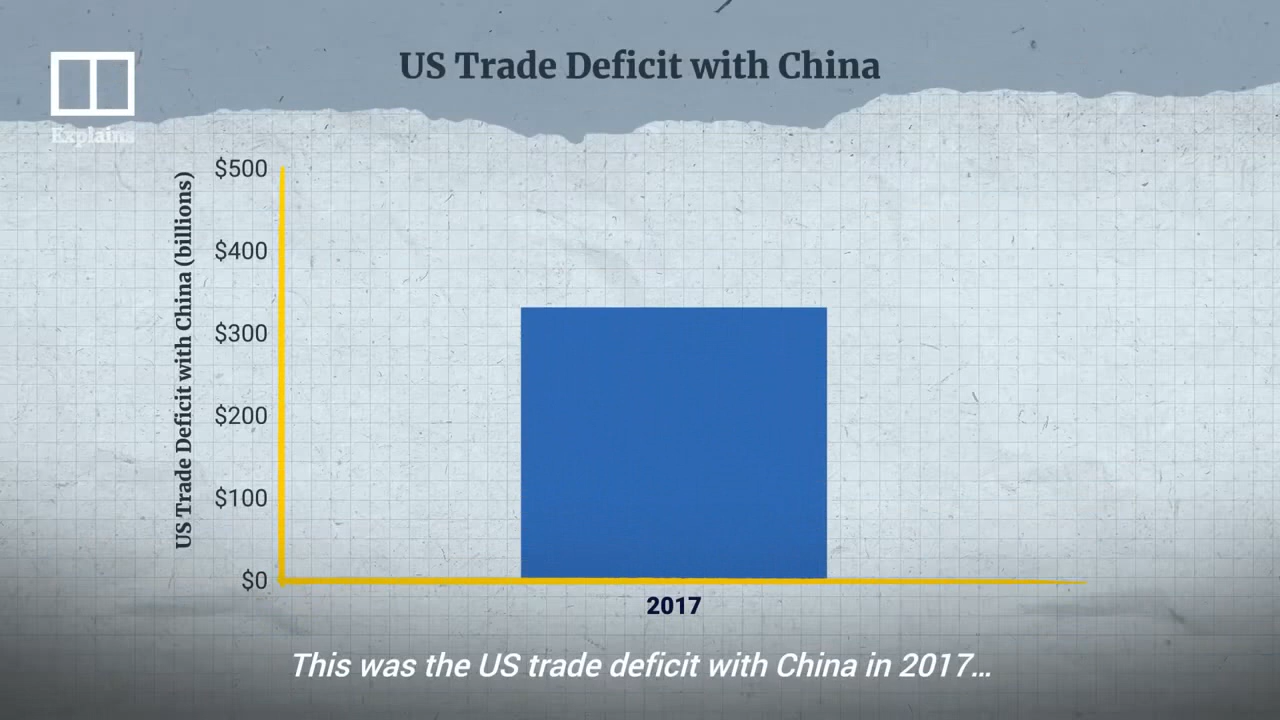 US Trade Deficit with China
Explains
US Trade Deficit with China (billions)
$500
$400
$300
$200
$100
$0
2017
This was the US trade deficit with China in 2017...